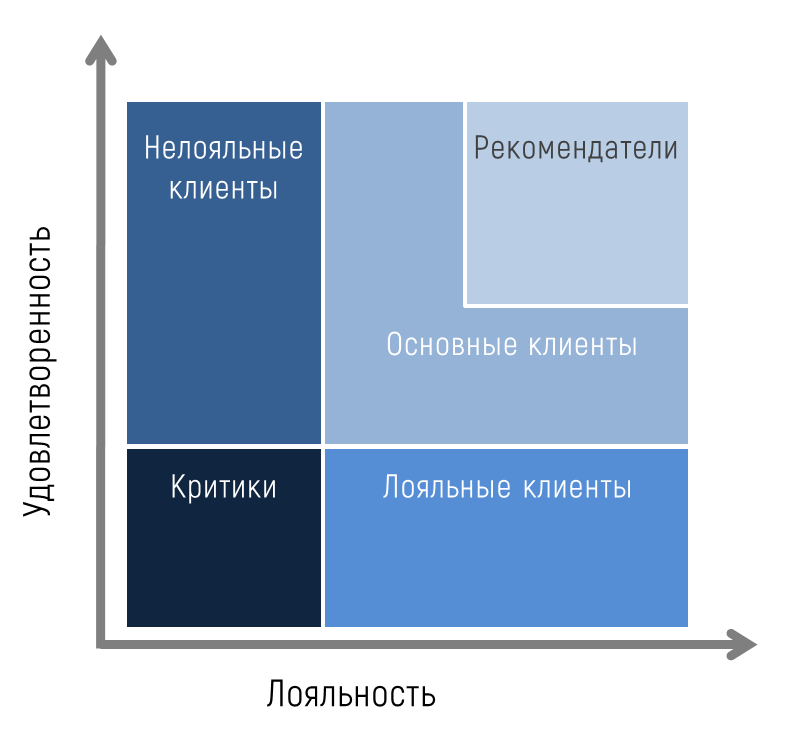 Нелояльные
клиенты
Рекомендатели
Основные клиенты
Критики
Лояльные клиенты
Удовлетворенность
Лояльность